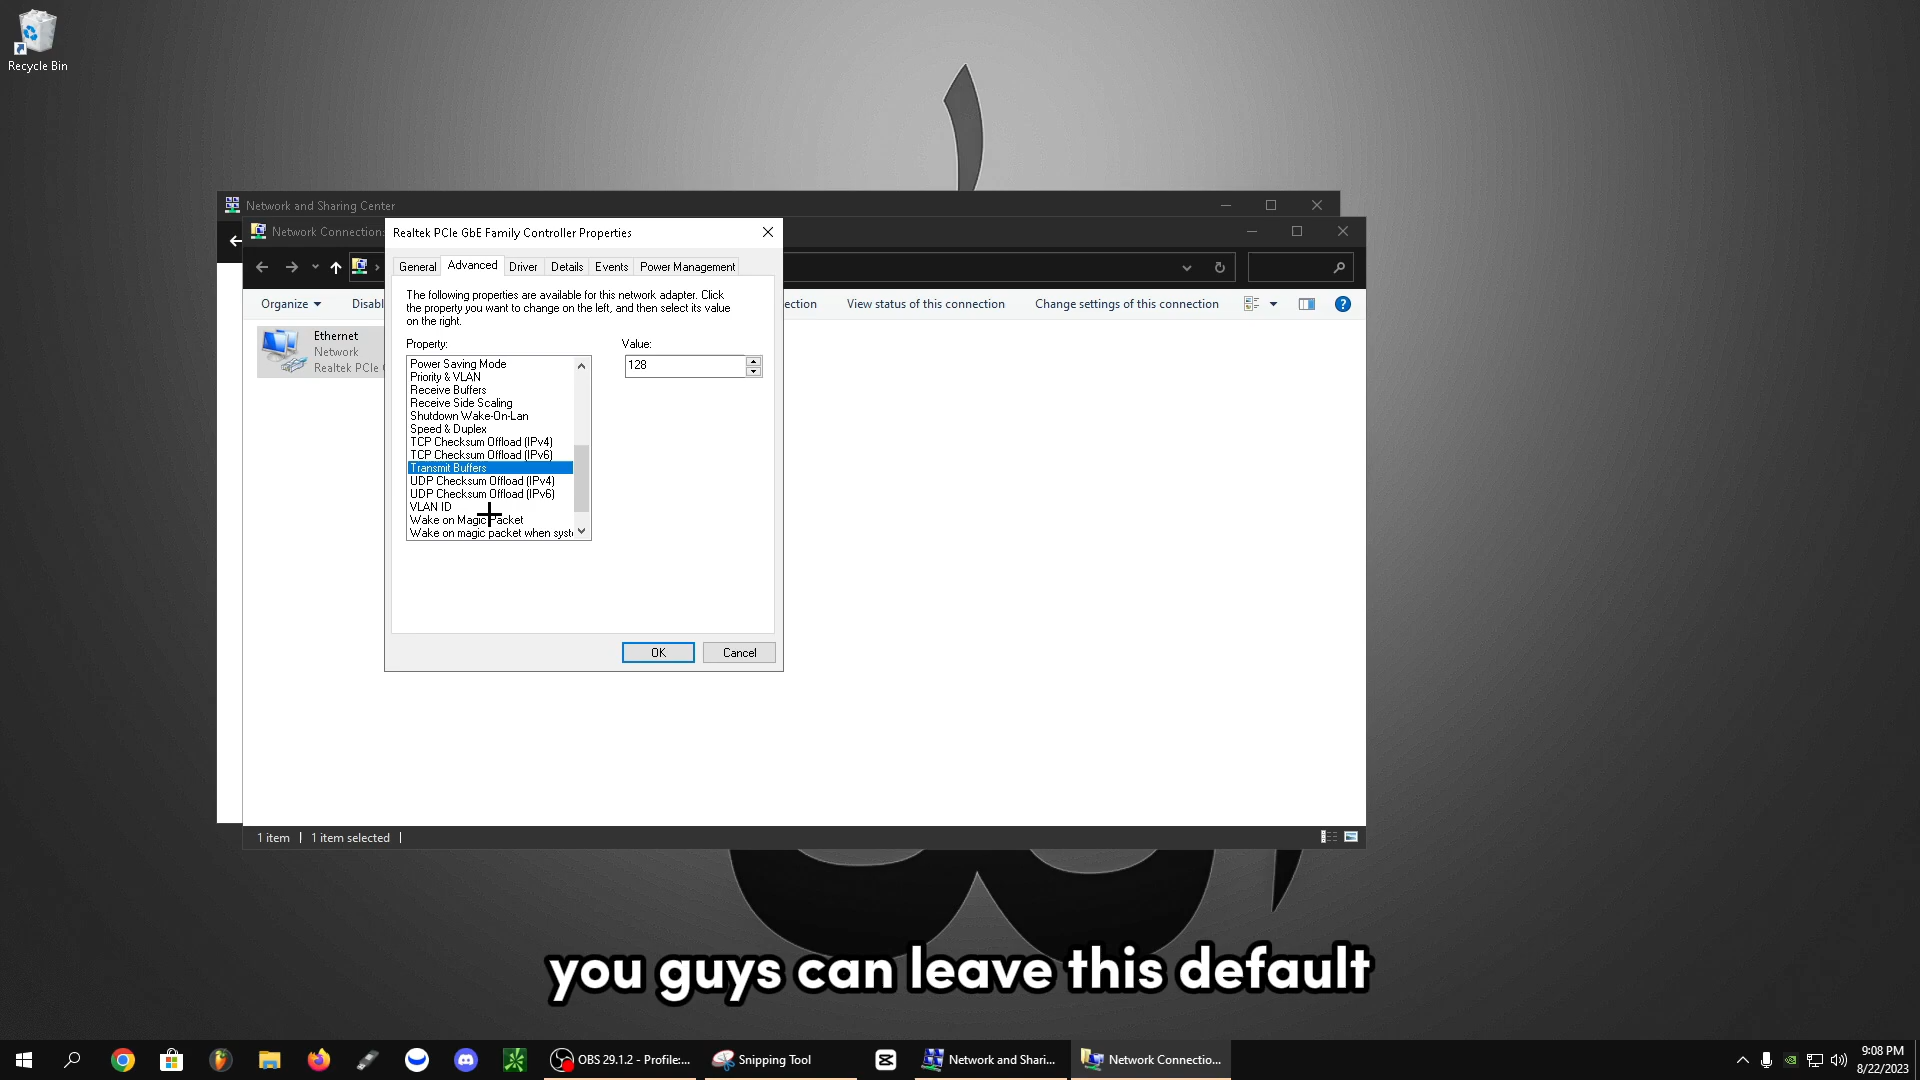 Recycle Bin
Network and Sharing Center
Network Connection
Realtek PCIe GbE Family Controller Properties
General
Advanced
Driver
Details
Events
Power Management
Organize
Disabl
ection
View status of this connection
Change settings of this connection
The following properties are available for this network adapter. Click
the property you want to change on the left, and then select its value
on the right.
Ethernet
Network
Realtek PCIe
Property:
Value:
128
Power Saving Mode
Priority & VLAN
Receive Buffers
Receive Side Scaling
Shutdown Wake-On-Lan
Speed & Duplex
TCP Checksum Offload (IPv4)
TCP Checksum Offload (IPv6)
Transmit Buffers
UDP Checksum Offload (IPv4)
UDP Checksum Offload (IPv6)
VLAN ID
Wake on Magic Packet
Wake on magic packet when syst
OK
Cancel
1 item
1 item selected
you guys can leave this default
OBS 29.1.2 - Profile:...
Snipping Tool
Network and Shari...
Network Connectio...
9:08 PM
8/22/2023